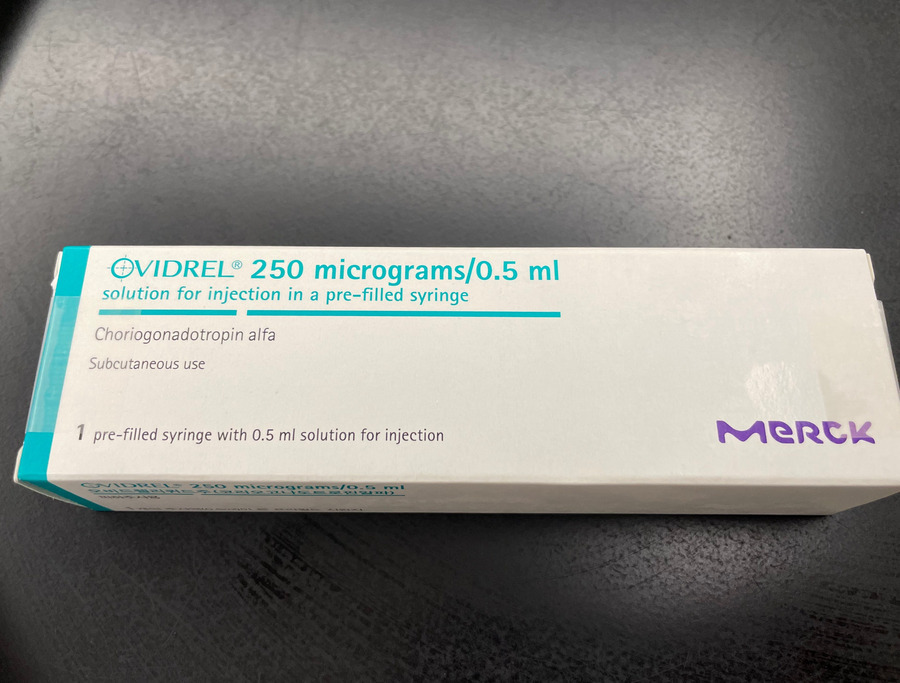 OVIDREL® 250 micrograms/0.5 ml
solution for injection in a pre-filled syringe
Choriogonadotropin alfa
Subcutaneous use
1 pre-filled syringe with 0.5 ml solution for injection
MERCK
OVIDREL® 250 micrograms/0.5 ml